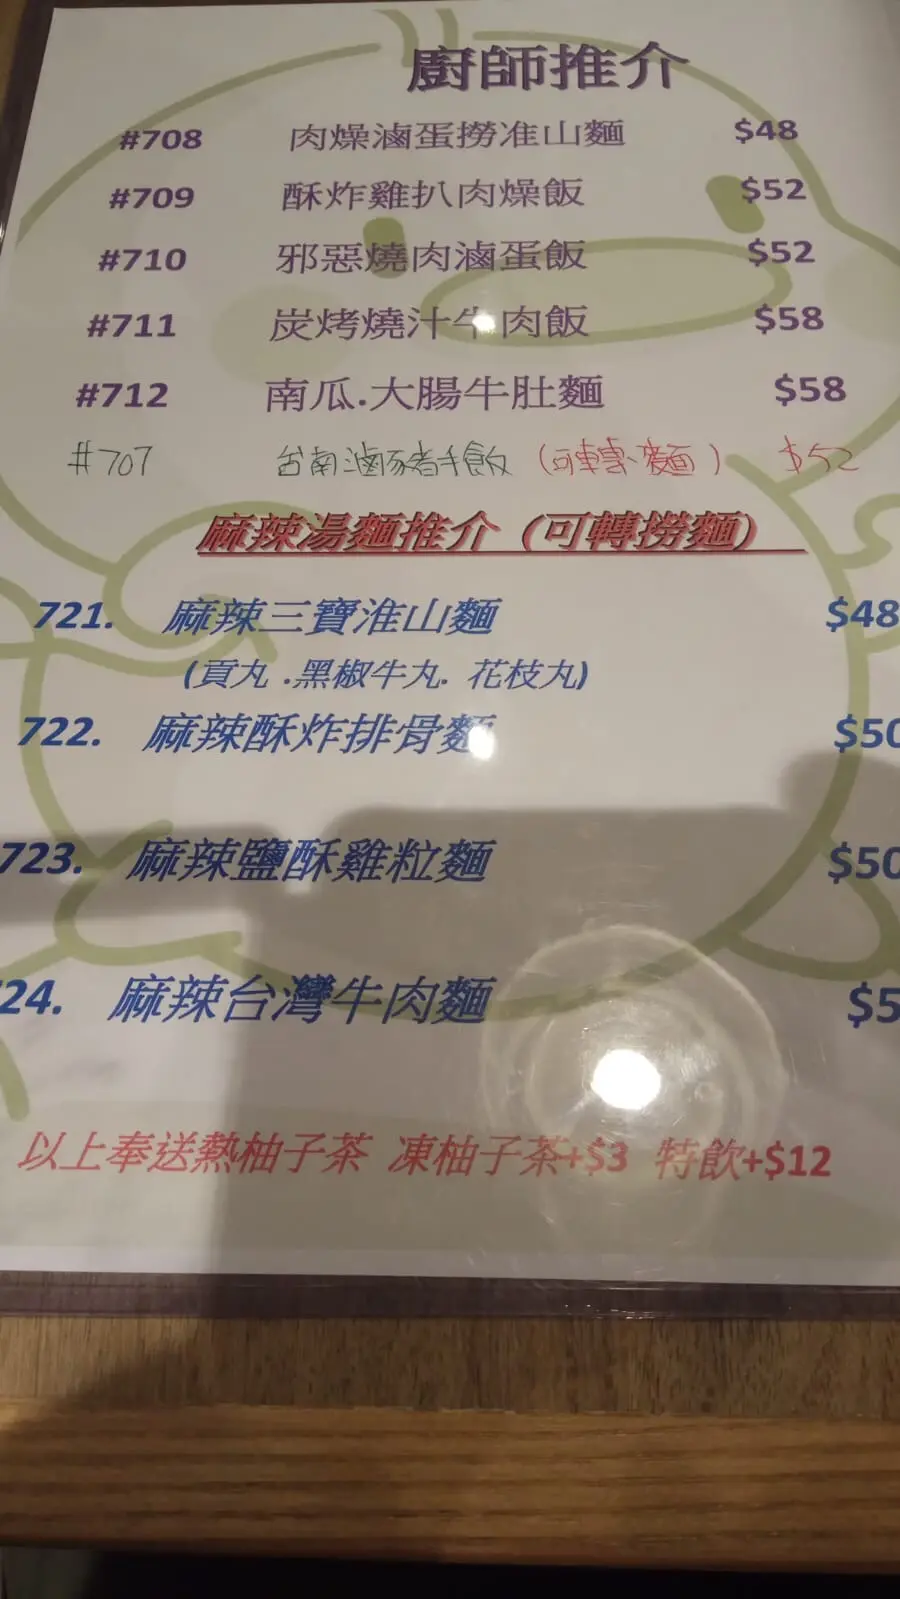 廚師推介
#708 肉燥滷蛋撈准山麵 $48
#709 酥炸雞扒肉燥飯 $52
#710 邪惡燒肉滷蛋飯 $52
#711 炭烤燒汁牛肉飯 $58
#712 南瓜.大腸牛肚麵 $58
#707 台南滷豬手飯 (可轉麵) $52
麻辣湯麵推介 (可轉撈麵)
721. 麻辣三寶淮山麵 $48
(貢丸 .黑椒牛丸. 花枝丸)
722. 麻辣酥炸排骨麵 $50
723. 麻辣鹽酥雞粒麵 $50
24. 麻辣台灣牛肉麵 $5
以上奉送熱柚子茶 凍柚子茶+$3 特飲+$12